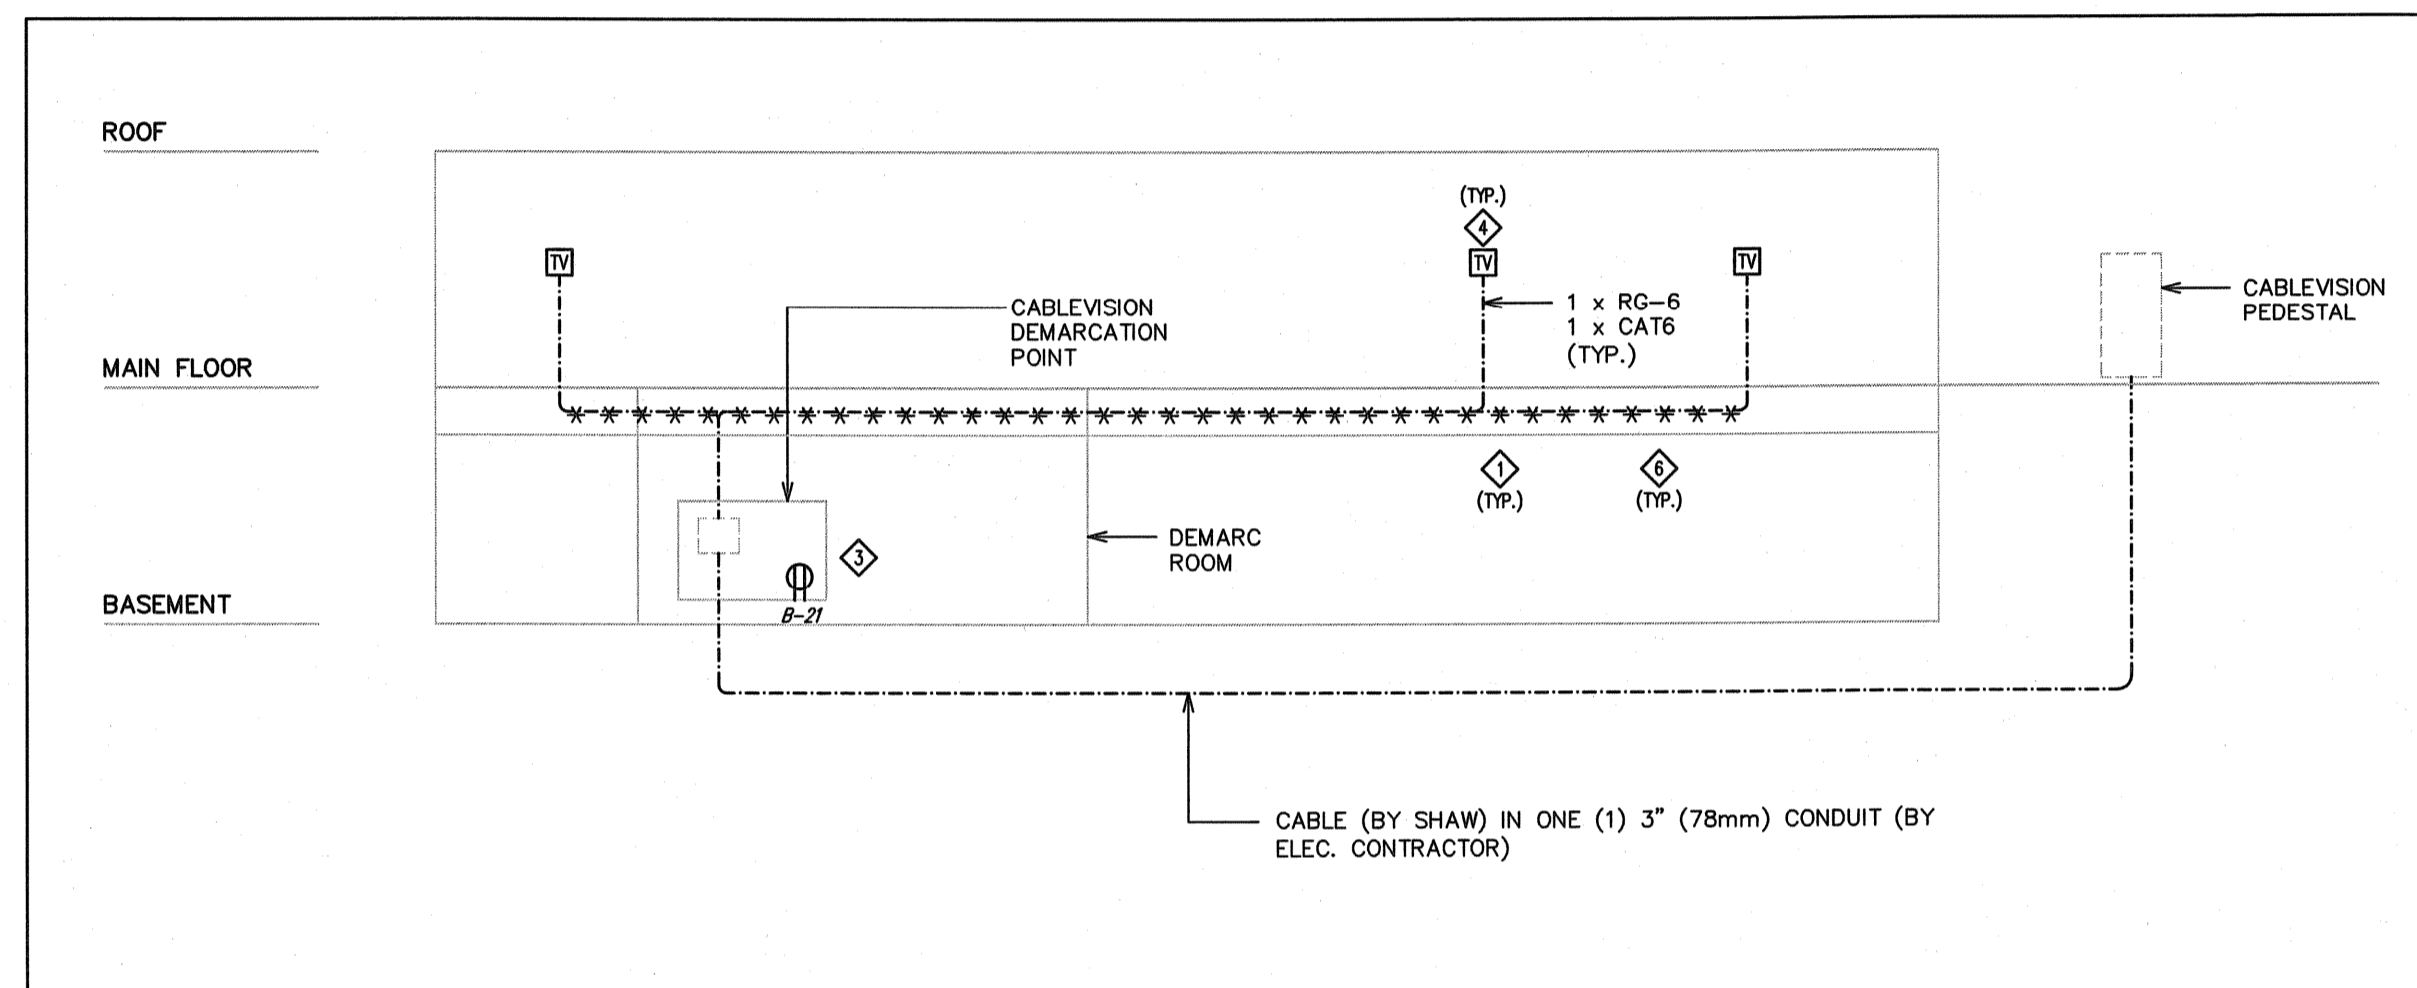 ROOF
(TYP.)
4
TV
TV
TV
CABLEVISION
DEMARCATION
POINT
1 x RG-6
1 x CAT6
(TYP.)
CABLEVISION
PEDESTAL
MAIN FLOOR
1
(TYP.)
6
(TYP.)
DEMARC
ROOM
3
B-21
BASEMENT
CABLE (BY SHAW) IN ONE (1) 3" (78mm) CONDUIT (BY
ELEC. CONTRACTOR)